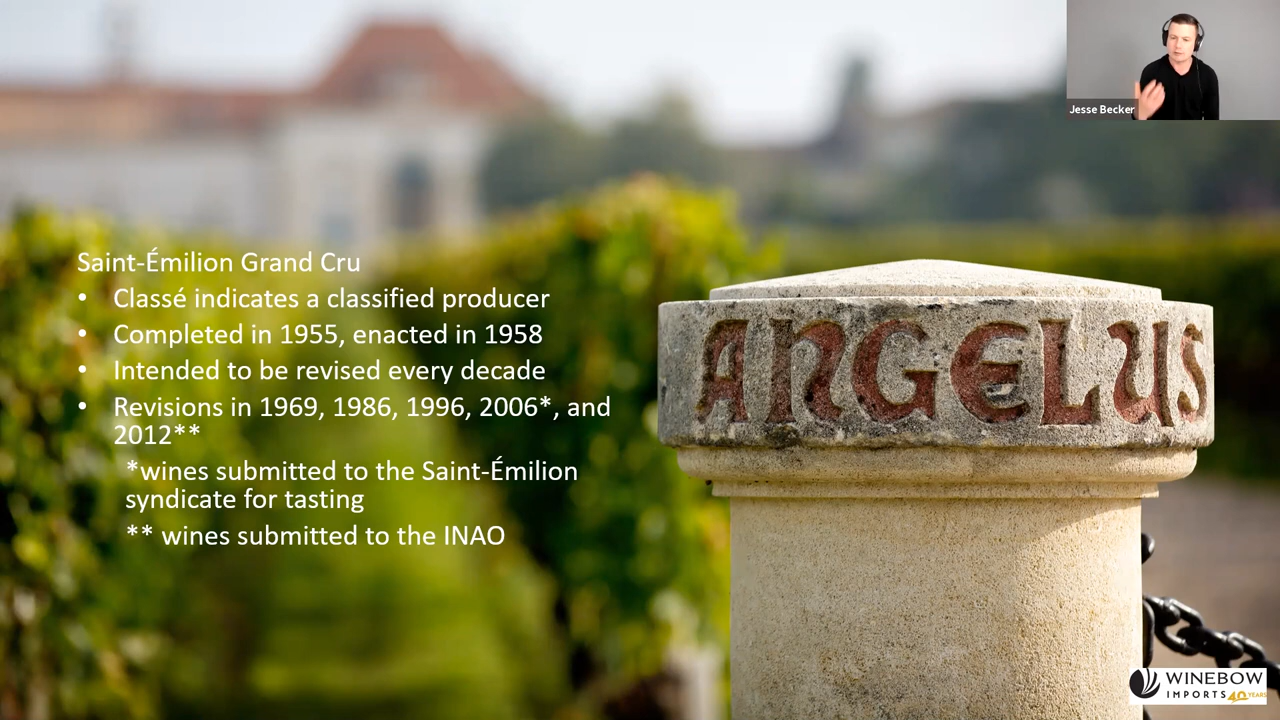 Jesse Becker
Saint-Émilion Grand Cru
• Classé indicates a classified producer
• Completed in 1955, enacted in 1958
• Intended to be revised every decade
• Revisions in 1969, 1986, 1996, 2006*, and
2012**
*wines submitted to the Saint-Émilion
syndicate for tasting
** wines submitted to the INAO
ANGELUS
WINEBOW
IMPORTS 40 YEARS